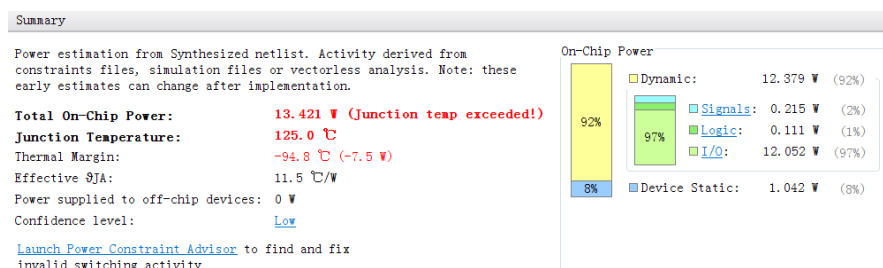 Summary
Power estimation from Synthesized netlist. Activity derived from
constraints files, simulation files or vectorless analysis. Note: these
early estimates can change after implementation.
Total On-Chip Power: 13.421 W (Junction temp exceeded!)
Junction Temperature: 125.0 ℃
Thermal Margin: -94.8 ℃ (-7.5 W)
Effective ϑJA: 11.5 ℃/W
Power supplied to off-chip devices: 0 W
Confidence level: Low
Launch Power Constraint Advisor to find and fix
invalid switching activity
On-Chip Power
92%
8%
Dynamic: 12.379 W (92%)
97%
Signals: 0.215 W (2%)
Logic: 0.111 W (1%)
I/O: 12.052 W (97%)
Device Static: 1.042 W (8%)